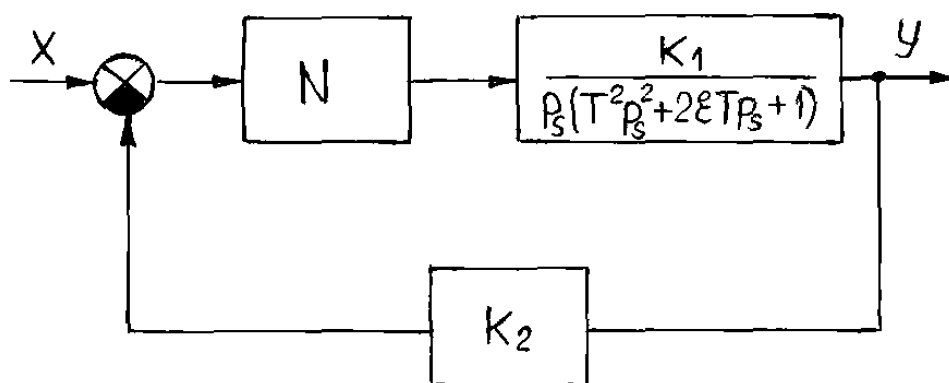 X
N
K₁
Pₛ(T²Pₛ²+2εTPₛ+1)
y
K₂